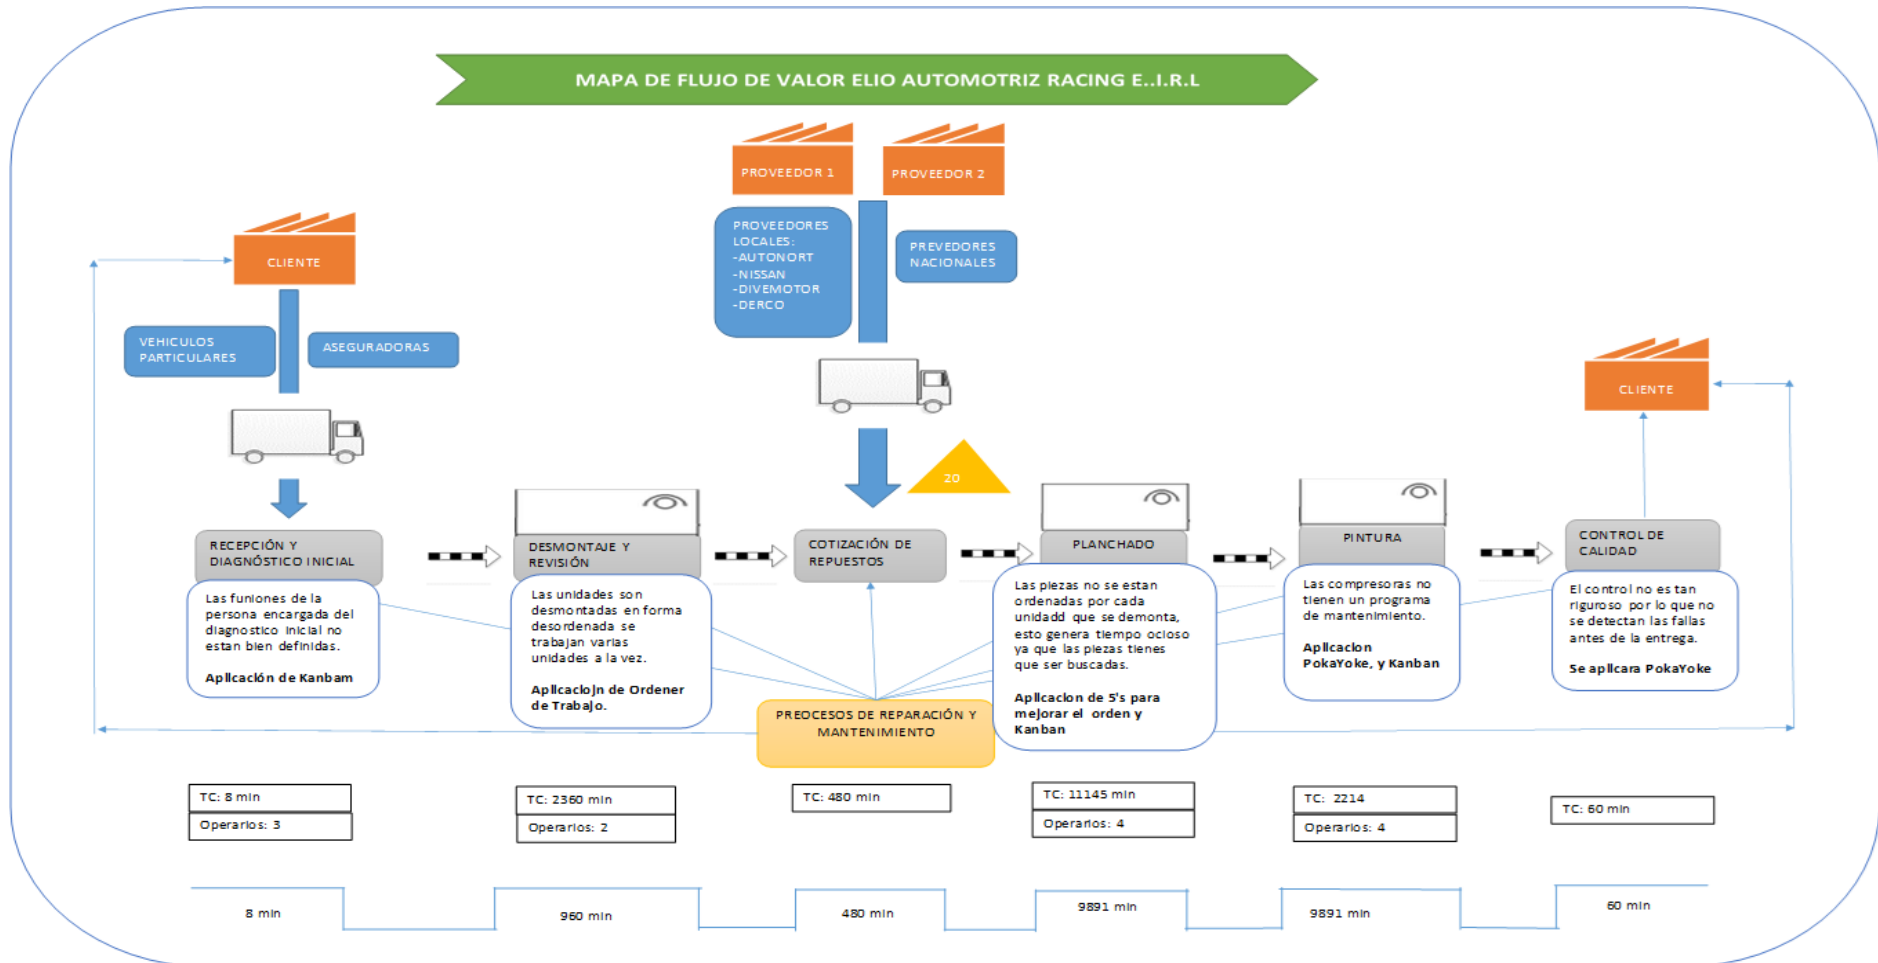 MAPA DE FLUJO DE VALOR ELIO AUTOMOTRIZ RACING E..I.R.L
PROVEEDOR 1
PROVEEDOR 2
PROVEEDORES
LOCALES:
-AUTONORT
-NISSAN
-DIVEMOTOR
-DERCO
PREVEDORES
NACIONALES
CLIENTE
VEHICULOS
PARTICULARES
ASEGURADORAS
CLIENTE
20
RECEPCIÓN Y
DIAGNÓSTICO INICIAL
Las funiones de la
persona encargada del
diagnostico inicial no
estan bien definidas.
Aplicación de Kanbam
DESMONTAJE Y
REVISIÓN
Las unidades son
desmontadas en forma
desordenada se
trabajan varias
unidades a la vez.
Aplicaciojn de Ordener
de Trabajo.
COTIZACIÓN DE
REPUESTOS
PLANCHADO
Las piezas no se estan
ordenadas por cada
unidadd que se demonta,
esto genera tiempo ocioso
ya que las piezas tienes
que ser buscadas.
Aplicacion de 5's para
mejorar el orden y
Kanban
PINTURA
Las compresoras no
tienen un programa
de mantenimiento.
Aplicacion
PokaYoke, y Kanban
CONTROL DE
CALIDAD
El control no es tan
riguroso por lo que no
se detectan las fallas
antes de la entrega.
Se aplicara PokaYoke
PREOCESOS DE REPARACIÓN Y
MANTENIMIENTO
TC: 8 min
Operarios: 3
TC: 2360 min
Operarios: 2
TC: 480 min
TC: 11145 min
Operarios: 4
TC: 2214
Operarios: 4
TC: 60 min
8 min
960 min
480 min
9891 min
9891 min
60 min